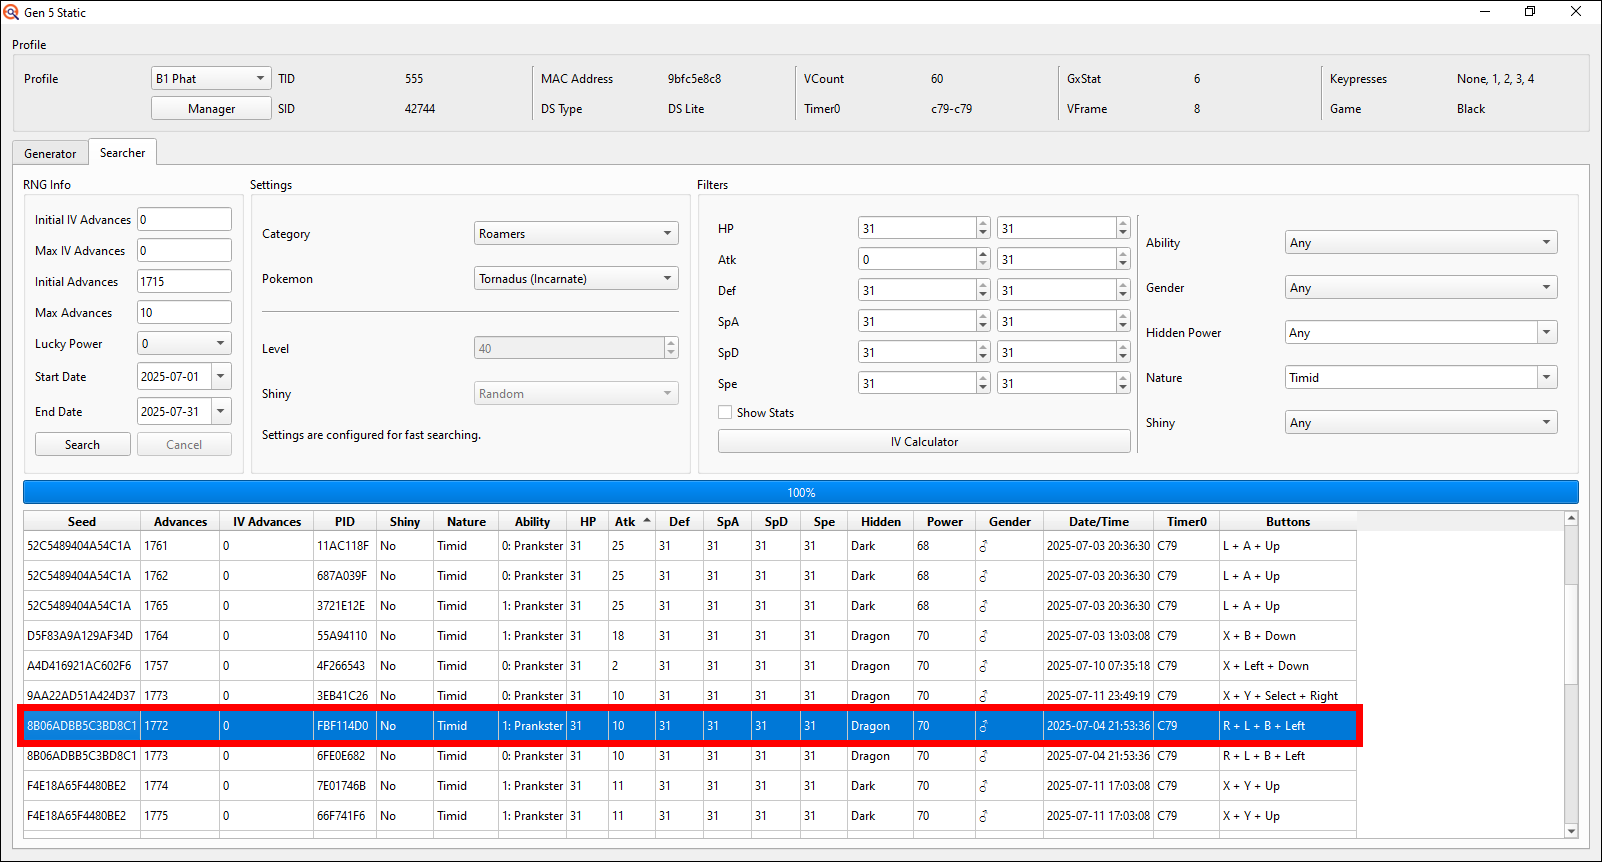 Gen 5 Static
Profile
Profile B1 Phat TID 555 MAC Address 9bfc5e8c8 VCount 60 GxStat 6 Keypresses None, 1, 2, 3, 4
Manager SID 42744 DS Type DS Lite Timer0 c79-c79 VFrame 8 Game Black
Generator Searcher
RNG Info
Initial IV Advances 0
Max IV Advances 0
Initial Advances 1715
Max Advances 10
Lucky Power 0
Start Date 2025-07-01
End Date 2025-07-31
Search Cancel
Settings
Category Roamers
Pokemon Tornadus (Incarnate)
Level 40
Shiny Random
Settings are configured for fast searching.
Filters
HP 31 31
Atk 0 31
Def 31 31
SpA 31 31
SpD 31 31
Spe 31 31
Show Stats
IV Calculator
Ability Any
Gender Any
Hidden Power Any
Nature Timid
Shiny Any
100%
Seed Advances IV Advances PID Shiny Nature Ability HP Atk Def SpA SpD Spe Hidden Power Gender Date/Time Timer0 Buttons
52C5489404A54C1A 1761 0 11AC118F No Timid 0: Prankster 31 25 31 31 31 31 Dark 68 ♂ 2025-07-03 20:36:30 C79 L + A + Up
52C5489404A54C1A 1762 0 687A039F No Timid 0: Prankster 31 25 31 31 31 31 Dark 68 ♂ 2025-07-03 20:36:30 C79 L + A + Up
52C5489404A54C1A 1765 0 3721E12E No Timid 1: Prankster 31 25 31 31 31 31 Dark 68 ♂ 2025-07-03 20:36:30 C79 L + A + Up
D5F83A9A129AF34D 1764 0 55A94110 No Timid 1: Prankster 31 18 31 31 31 31 Dragon 70 ♂ 2025-07-03 13:03:08 C79 X + B + Down
A4D416921AC602F6 1757 0 4F266543 No Timid 0: Prankster 31 2 31 31 31 31 Dragon 70 ♂ 2025-07-10 07:35:18 C79 X + Left + Down
9AA22AD51A424D37 1773 0 3EB41C26 No Timid 0: Prankster 31 10 31 31 31 31 Dragon 70 ♂ 2025-07-11 23:49:19 C79 X + Y + Select + Right
8B06ADBB5C3BD8C1 1772 0 FBF114D0 No Timid 1: Prankster 31 10 31 31 31 31 Dragon 70 ♂ 2025-07-04 21:53:36 C79 R + L + B + Left
8B06ADBB5C3BD8C1 1773 0 6FE0E682 No Timid 0: Prankster 31 10 31 31 31 31 Dragon 70 ♂ 2025-07-04 21:53:36 C79 R + L + B + Left
F4E18A65F4480BE2 1774 0 7E01746B No Timid 1: Prankster 31 11 31 31 31 31 Dark 70 ♂ 2025-07-11 17:03:08 C79 X + Y + Up
F4E18A65F4480BE2 1775 0 66F741F6 No Timid 1: Prankster 31 11 31 31 31 31 Dark 70 ♂ 2025-07-11 17:03:08 C79 X + Y + Up